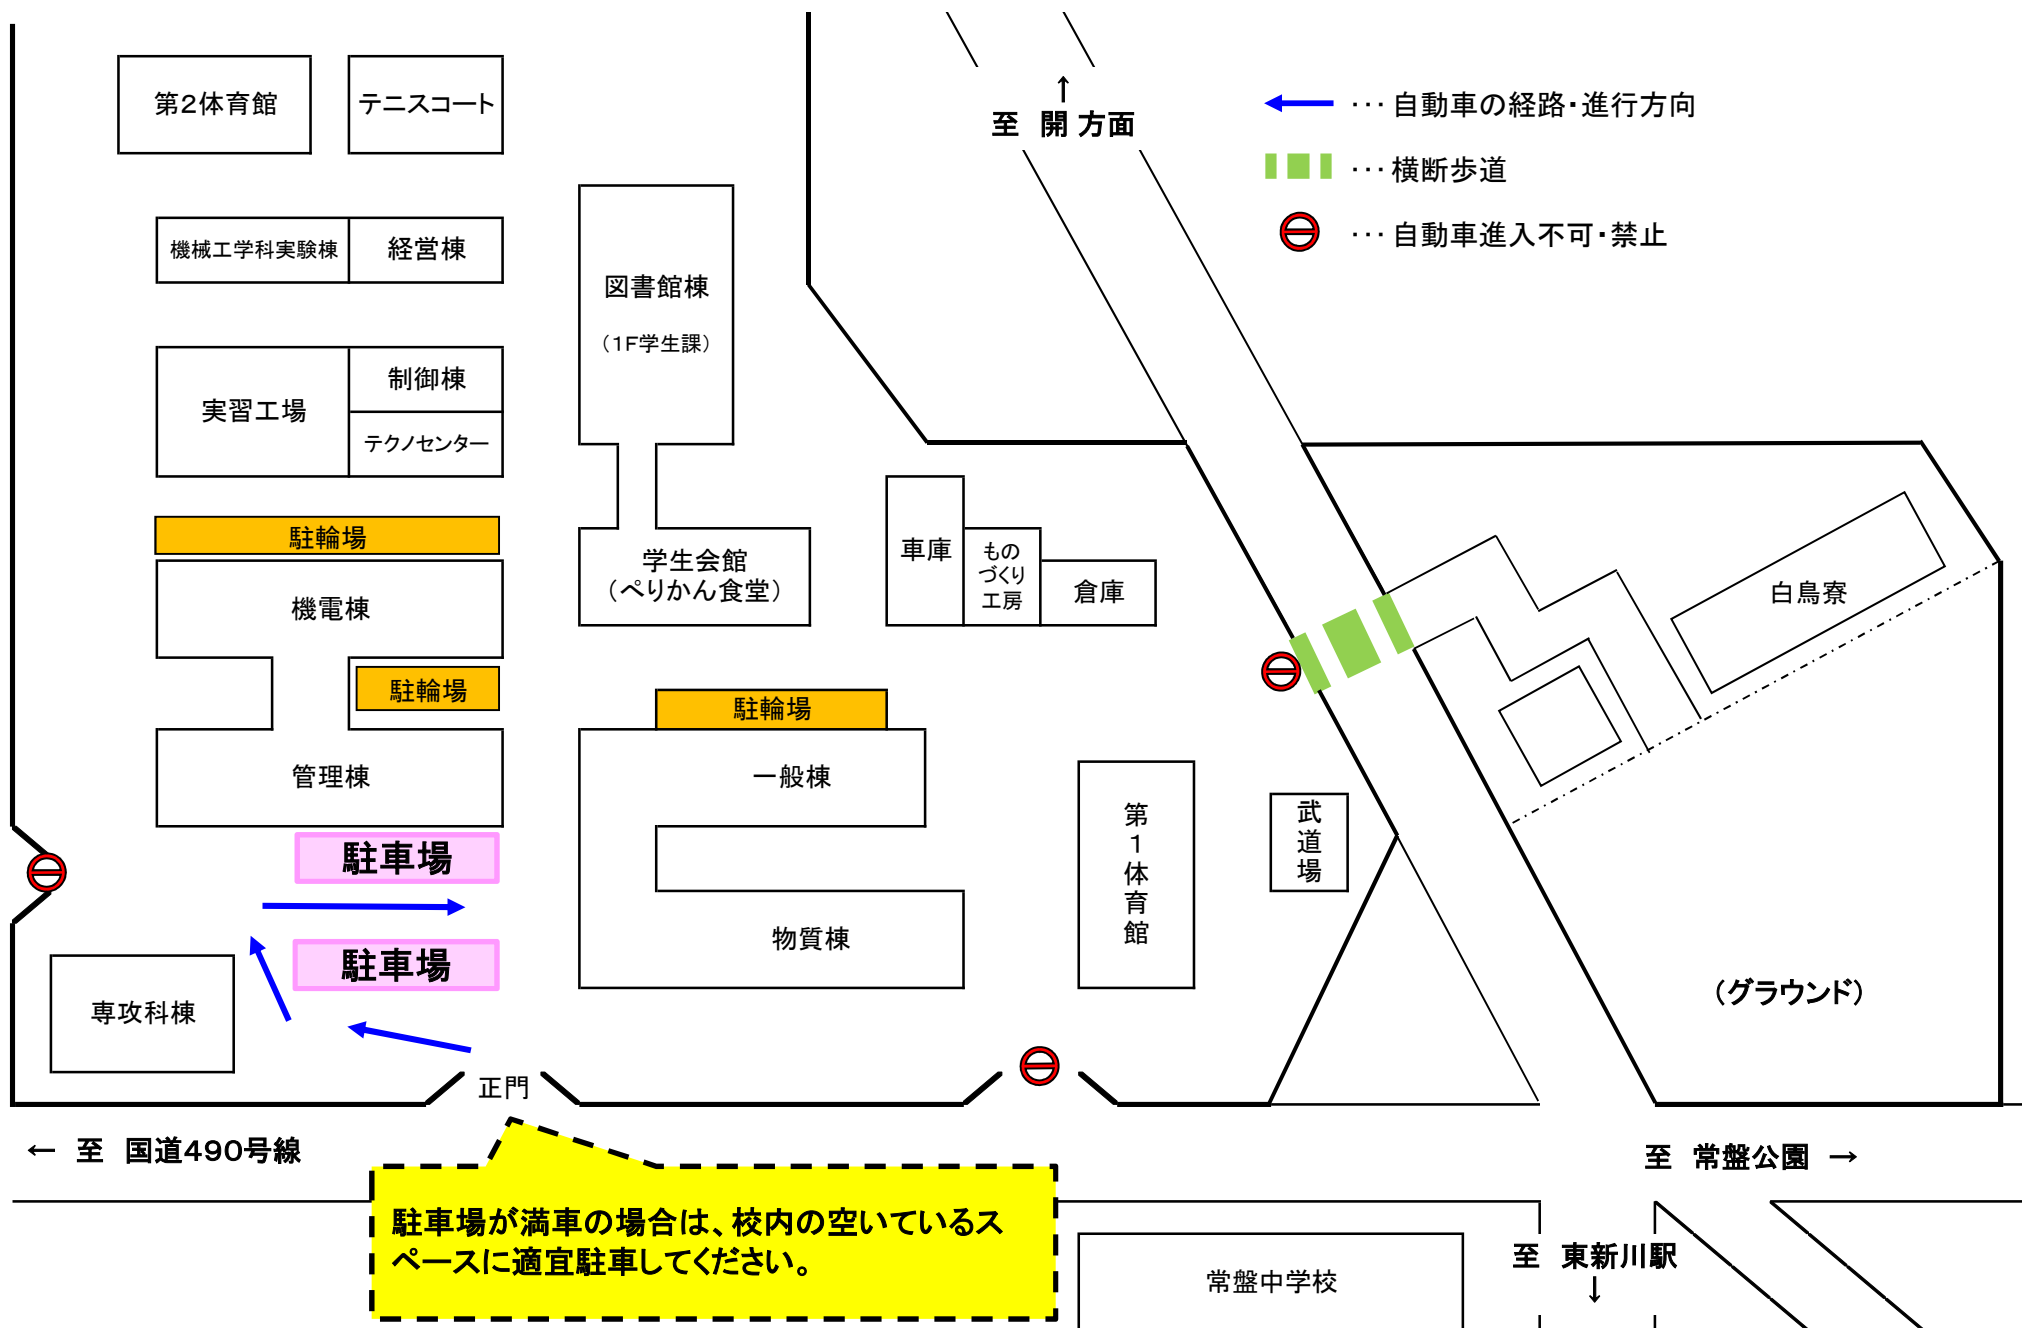 第2体育館
テニスコート
↑
至 開 方面
･･･自動車の経路・進行方向
･･･横断歩道
･･･自動車進入不可・禁止
機械工学科実験棟
経営棟
図書館棟
（1F学生課）
実習工場
制御棟
テクノセンター
駐輪場
機電棟
学生会館
（ぺりかん食堂）
車庫
もの
づくり
工房
倉庫
白鳥寮
駐輪場
駐輪場
管理棟
一般棟
第1体育館
武道場
駐車場
駐車場
物質棟
専攻科棟
（グラウンド）
正門
← 至 国道490号線
至 常盤公園 →
駐車場が満車の場合は、校内の空いているス
ペースに適宜駐車してください。
至 東新川駅
↓
常盤中学校